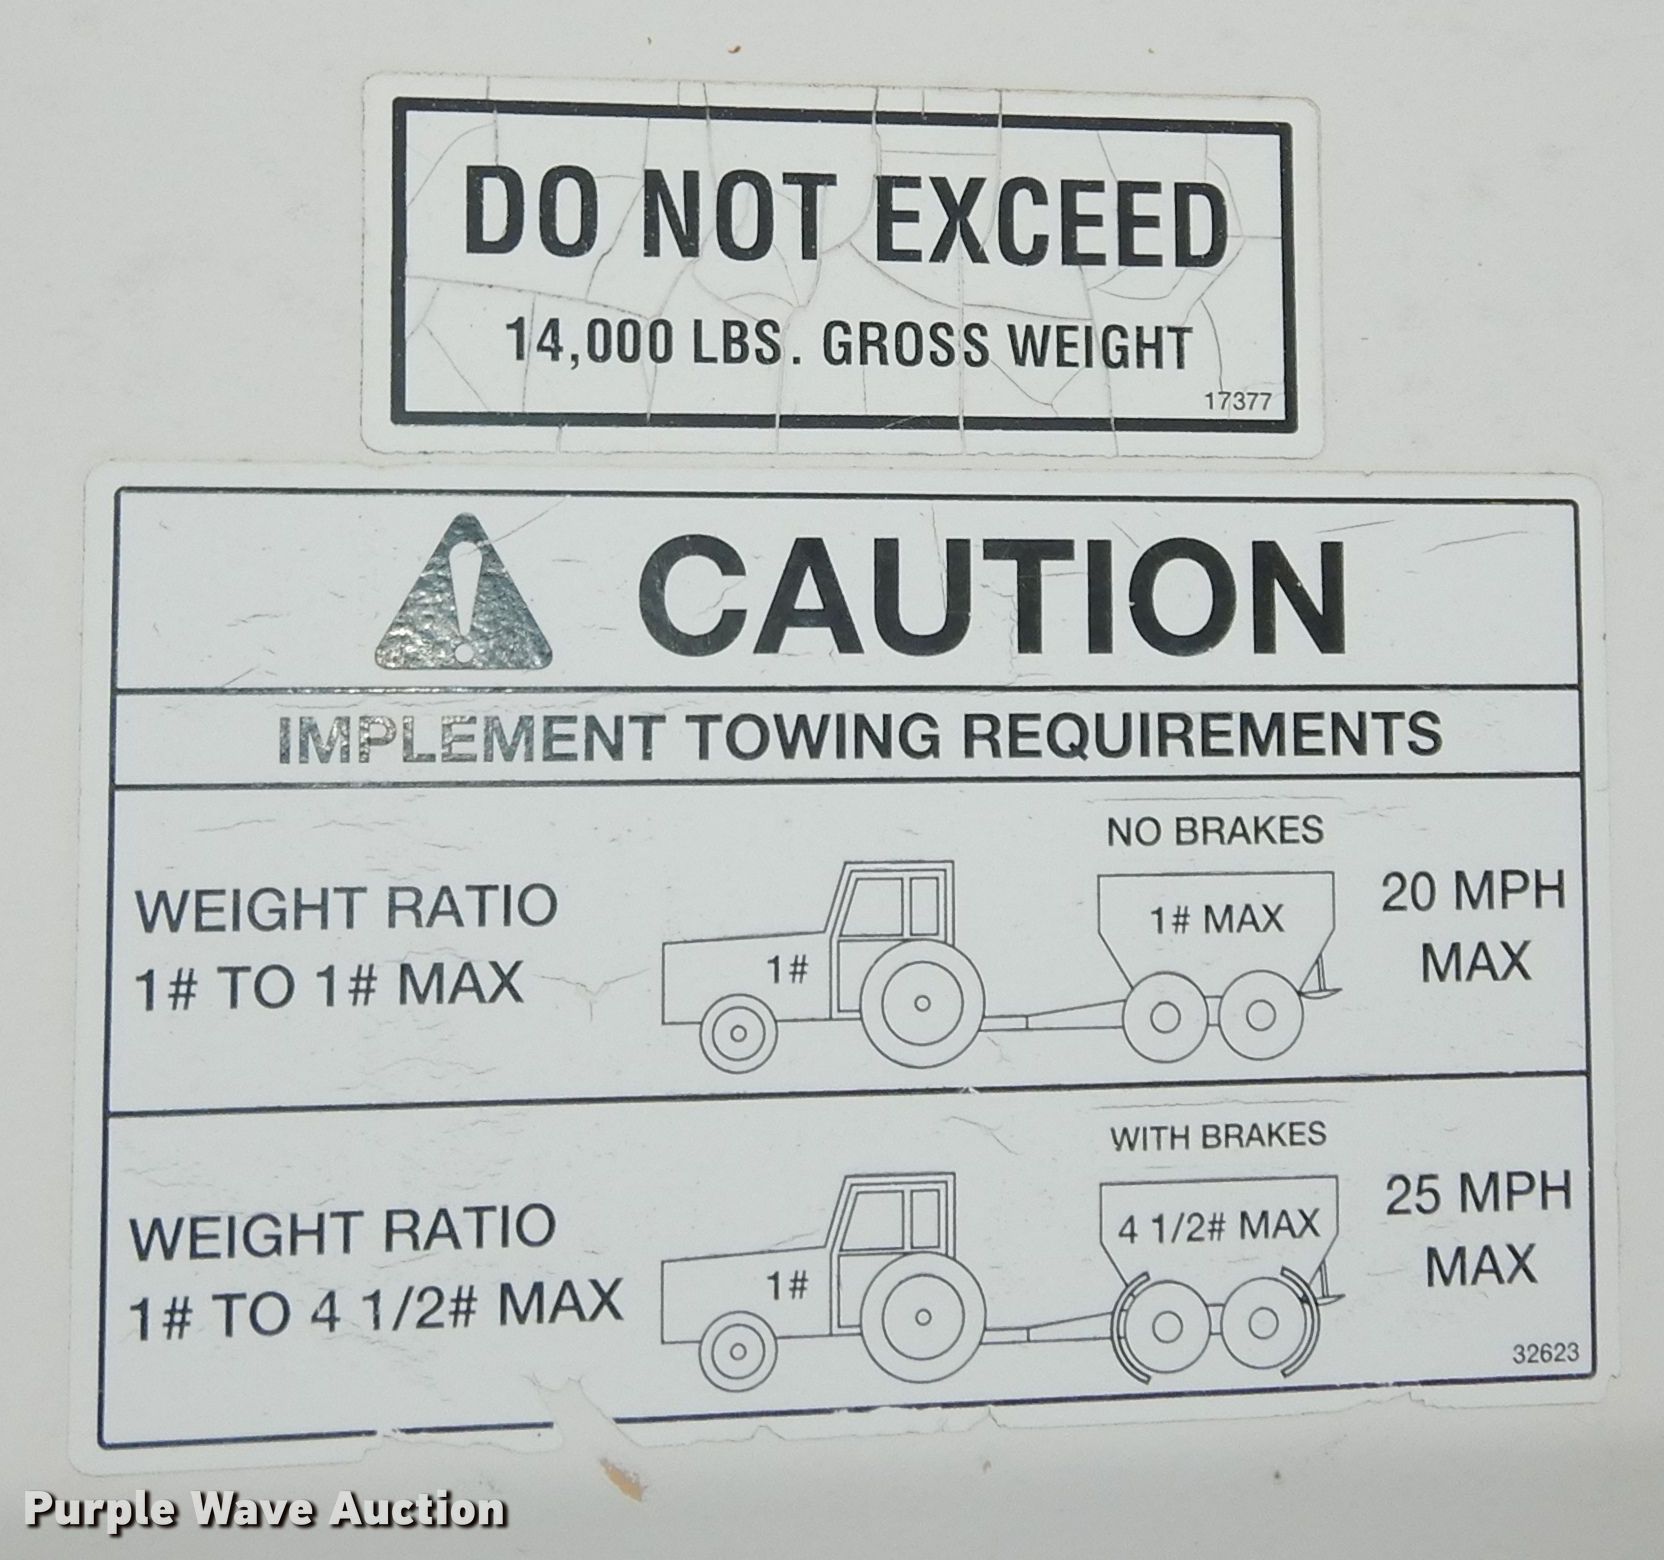 DO NOT EXCEED
14,000 LBS. GROSS WEIGHT
17377
CAUTION
IMPLEMENT TOWING REQUIREMENTS
WEIGHT RATIO
1# TO 1# MAX
1#
NO BRAKES
1# MAX
20 MPH
MAX
WEIGHT RATIO
1# TO 4 1/2# MAX
1#
WITH BRAKES
4 1/2# MAX
25 MPH
MAX
32623
Purple Wave Auction